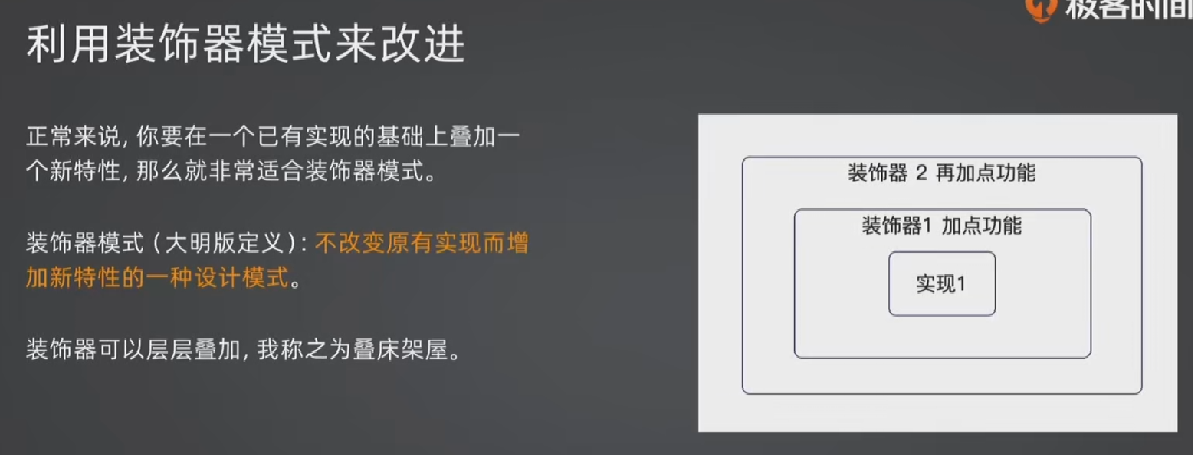 极客时间
利用装饰器模式来改进
正常来说, 你要在一个已有实现的基础上叠加一
个新特性, 那么就非常适合装饰器模式。
装饰器模式 ( 大明版定义 ) : 不改变原有实现而增
加新特性的一种设计模式。
装饰器可以层层叠加, 我称之为叠床架屋。
装饰器 2 再加点功能
装饰器1 加点功能
实现1